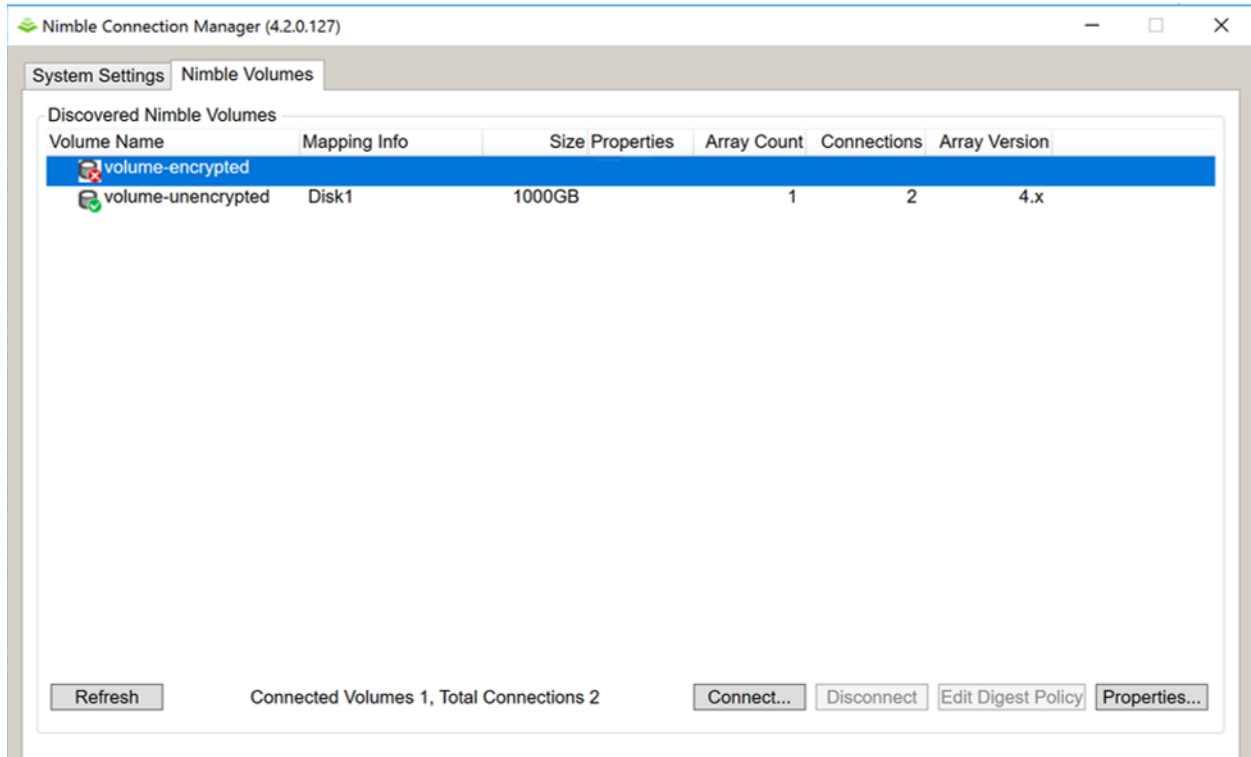 Nimble Connection Manager (4.2.0.127)
System Settings Nimble Volumes
Discovered Nimble Volumes
Volume Name Mapping Info Size Properties Array Count Connections Array Version
volume-encrypted
volume-unencrypted Disk1 1000GB 1 2 4.x
Refresh Connected Volumes 1, Total Connections 2 Connect... Disconnect Edit Digest Policy Properties...